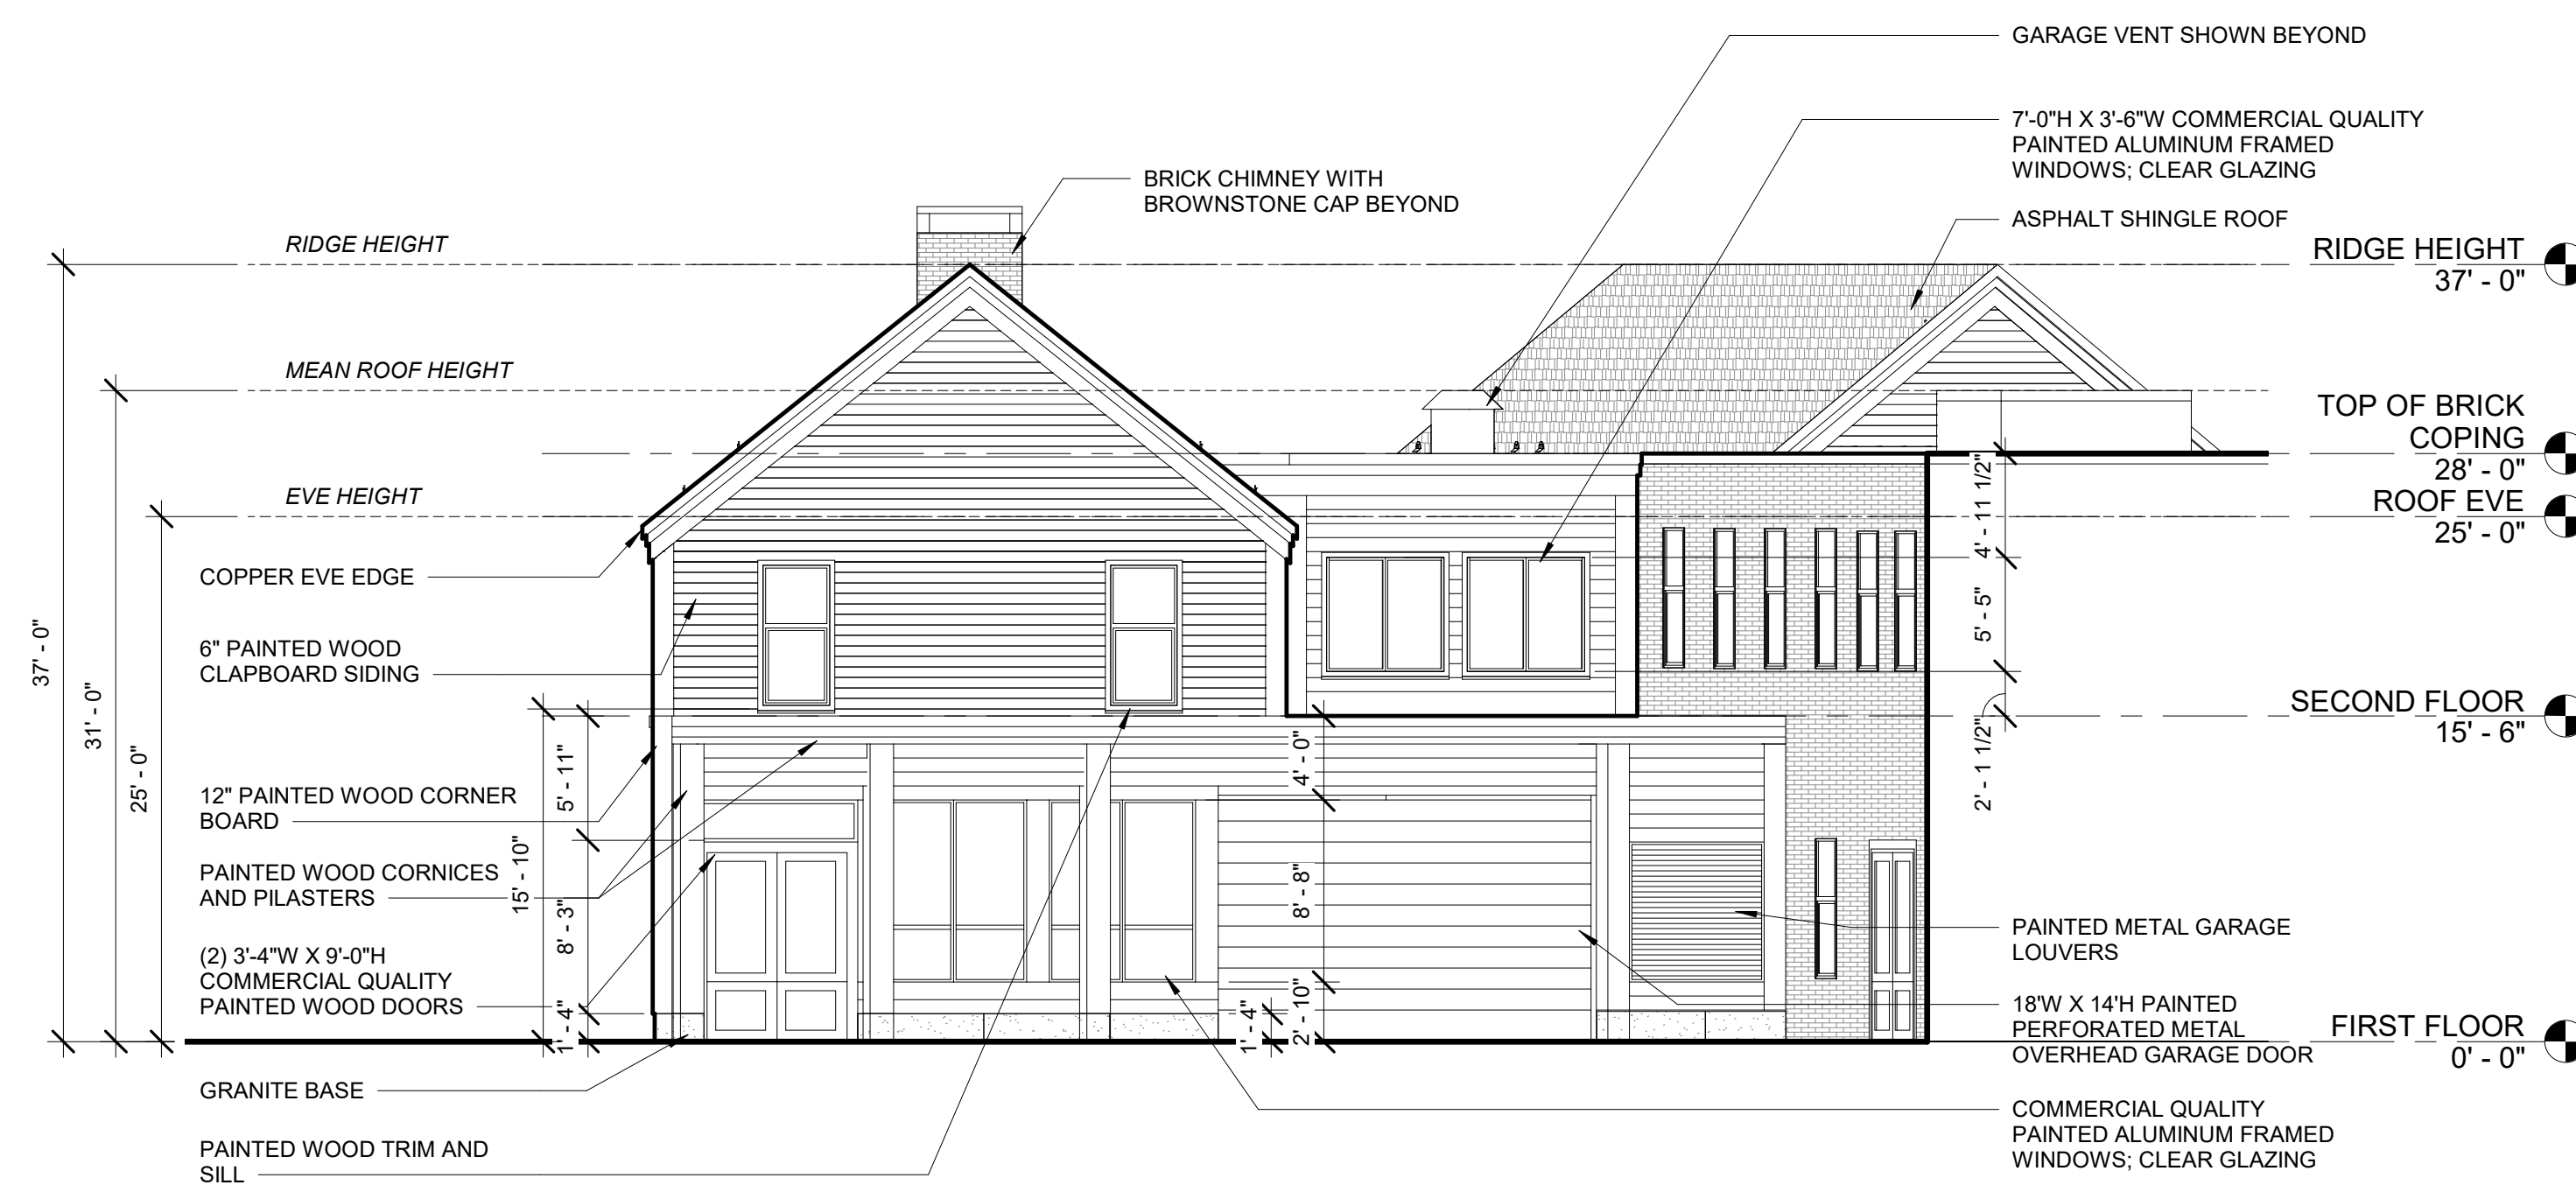 GARAGE VENT SHOWN BEYOND
7'-0"H X 3'-6"W COMMERCIAL QUALITY
PAINTED ALUMINUM FRAMED
WINDOWS; CLEAR GLAZING
BRICK CHIMNEY WITH
BROWNSTONE CAP BEYOND
ASPHALT SHINGLE ROOF
RIDGE HEIGHT
RIDGE HEIGHT
37' - 0"
MEAN ROOF HEIGHT
TOP OF BRICK
COPING
28' - 0"
EVE HEIGHT
ROOF EVE
25' - 0"
4' - 11 1/2"
COPPER EVE EDGE
5' - 5"
37' - 0"
6" PAINTED WOOD
CLAPBOARD SIDING
31' - 0"
25' - 0"
SECOND FLOOR
15' - 6"
2' - 1 1/2"
5' - 11"
4' - 0"
12" PAINTED WOOD CORNER
BOARD
15' - 10"
PAINTED WOOD CORNICES
AND PILASTERS
8' - 3"
8' - 8"
PAINTED METAL GARAGE
LOUVERS
(2) 3'-4"W X 9'-0"H
COMMERCIAL QUALITY
PAINTED WOOD DOORS
1' - 4"
1' - 4"
2' - 10"
18'W X 14'H PAINTED
PERFORATED METAL
OVERHEAD GARAGE DOOR
FIRST FLOOR
0' - 0"
GRANITE BASE
COMMERCIAL QUALITY
PAINTED ALUMINUM FRAMED
WINDOWS; CLEAR GLAZING
PAINTED WOOD TRIM AND
SILL